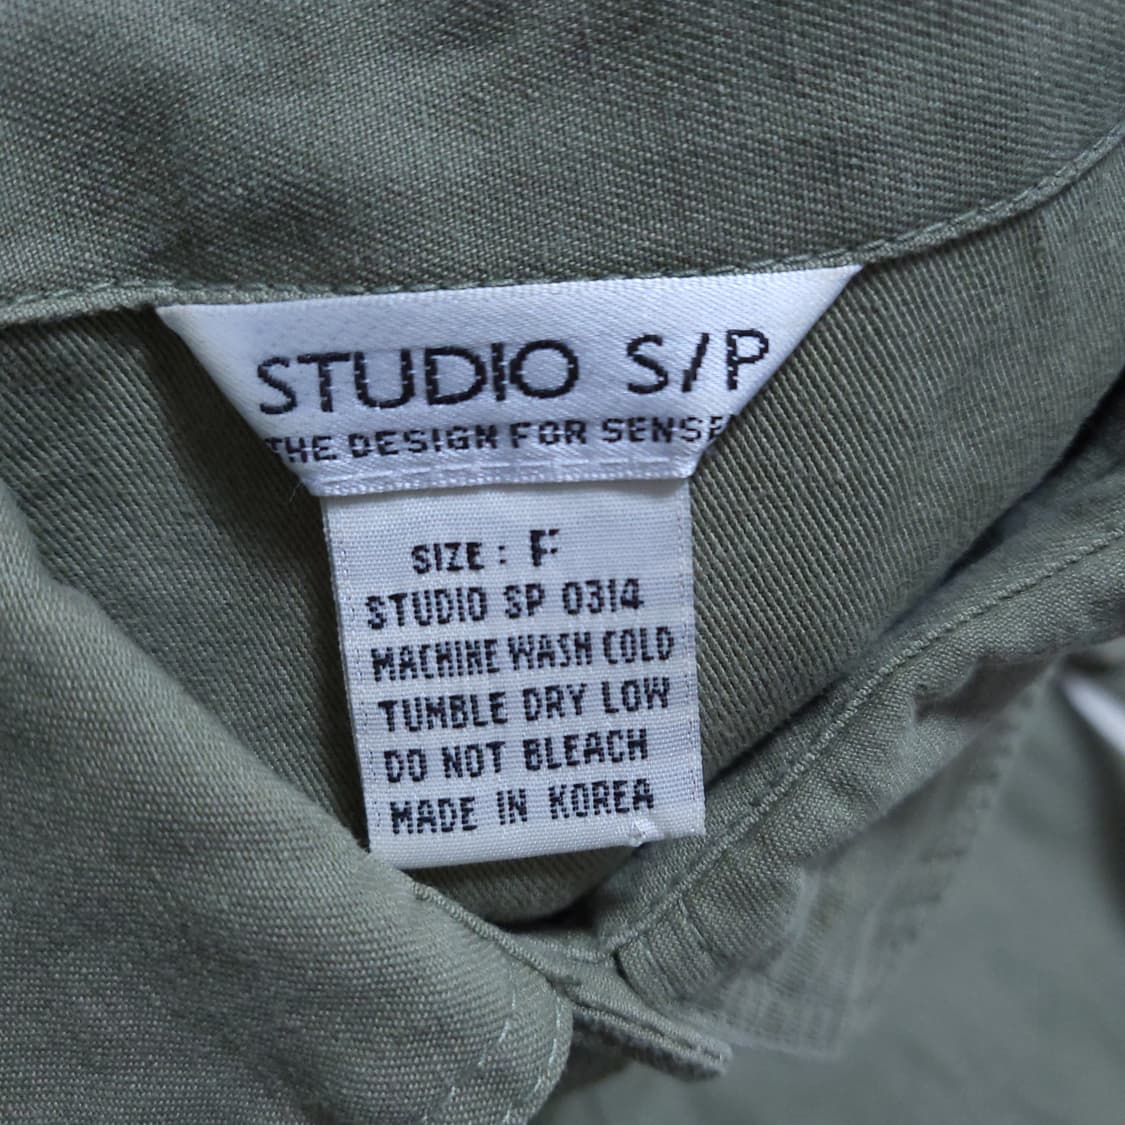 STUDIO S/P
THE DESIGN FOR SENSE
SIZE : F
STUDIO SP 0314
MACHINE WASH COLD
TUMBLE DRY LOW
DO NOT BLEACH
MADE IN KOREA